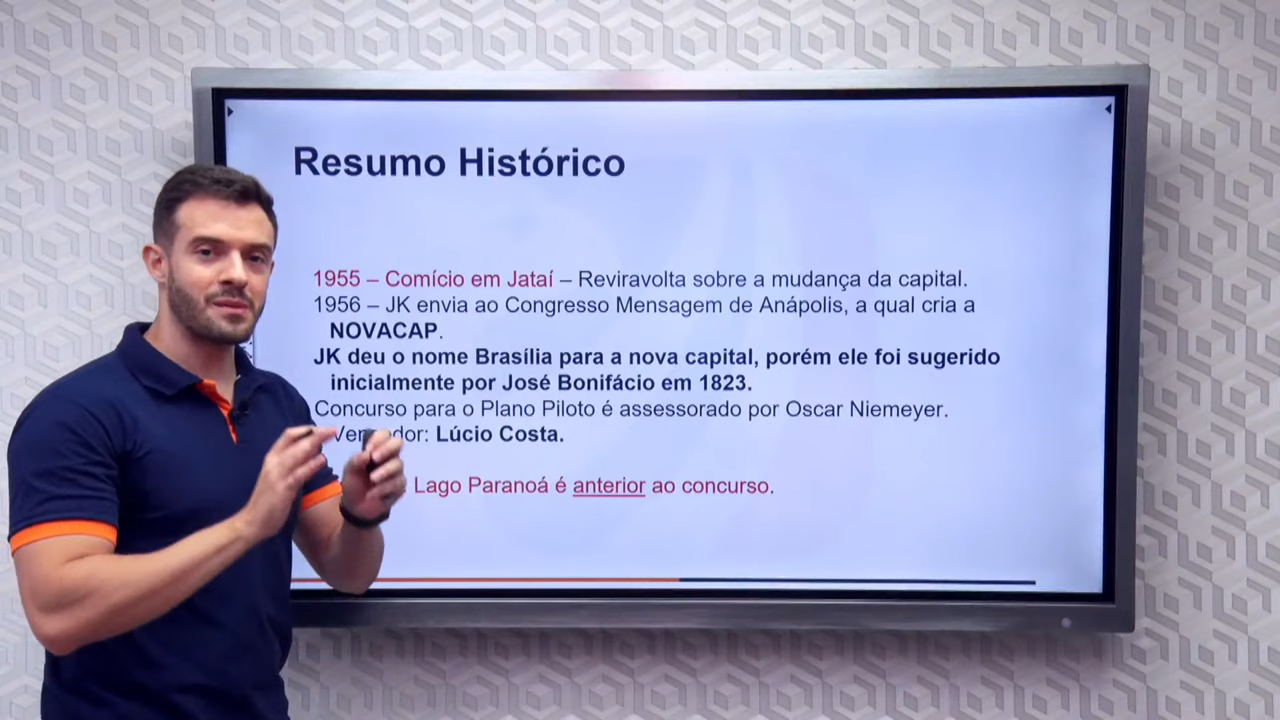 Resumo Histórico
1955 – Comício em Jataí – Reviravolta sobre a mudança da capital.
1956 – JK envia ao Congresso Mensagem de Anápolis, a qual cria a
NOVACAP.
JK deu o nome Brasília para a nova capital, porém ele foi sugerido
inicialmente por José Bonifácio em 1823.
Concurso para o Plano Piloto é assessorado por Oscar Niemeyer.
Vencedor: Lúcio Costa.
Lago Paranoá é anterior ao concurso.